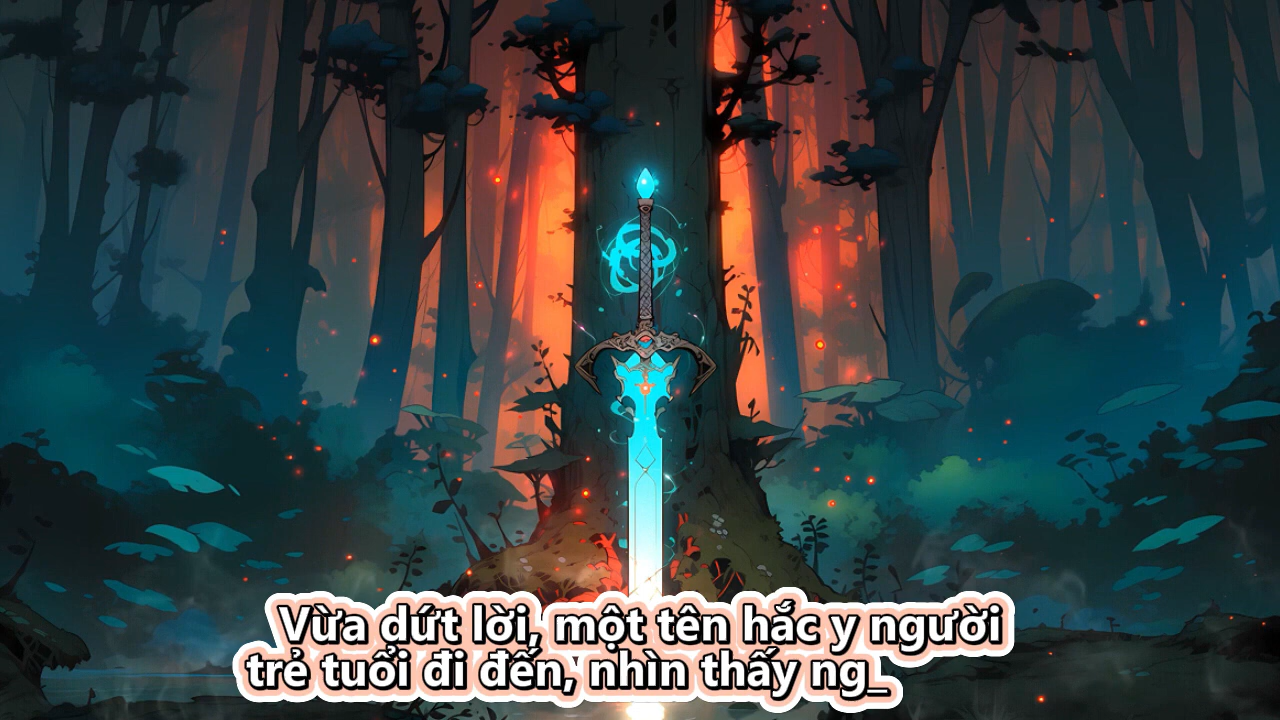 Vừa dứt lời, một tên hắc y người
trẻ tuổi đi đến, nhìn thấy ng_